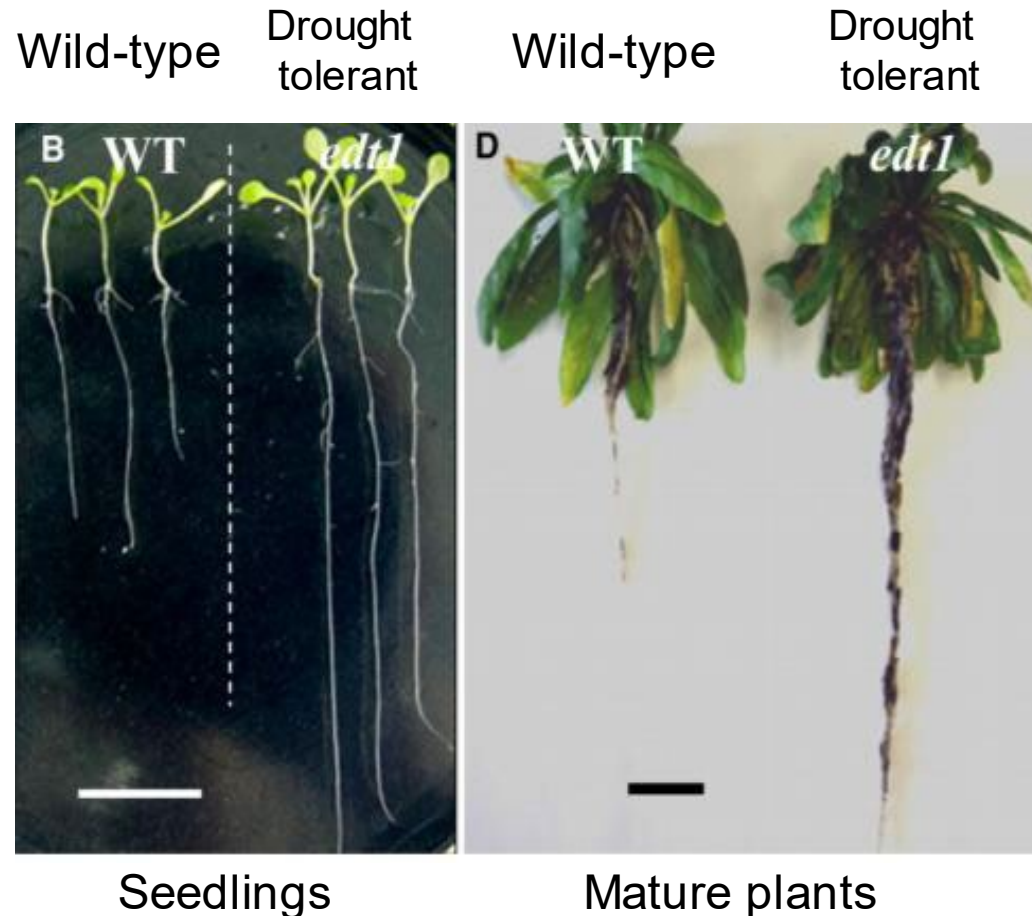 Wild-type
Drought
tolerant
Wild-type
Drought
tolerant
B
WT
edt1
D
WT
edt1
Seedlings
Mature plants